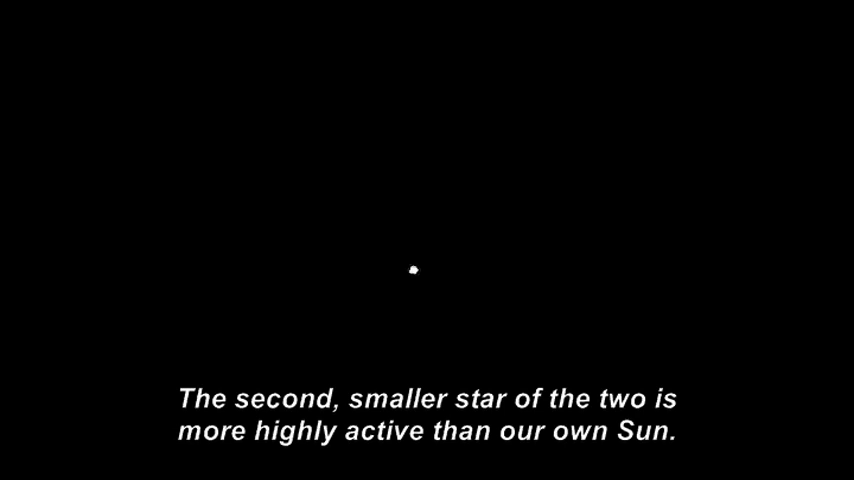 The second, smaller star of the two is
more highly active than our own Sun.